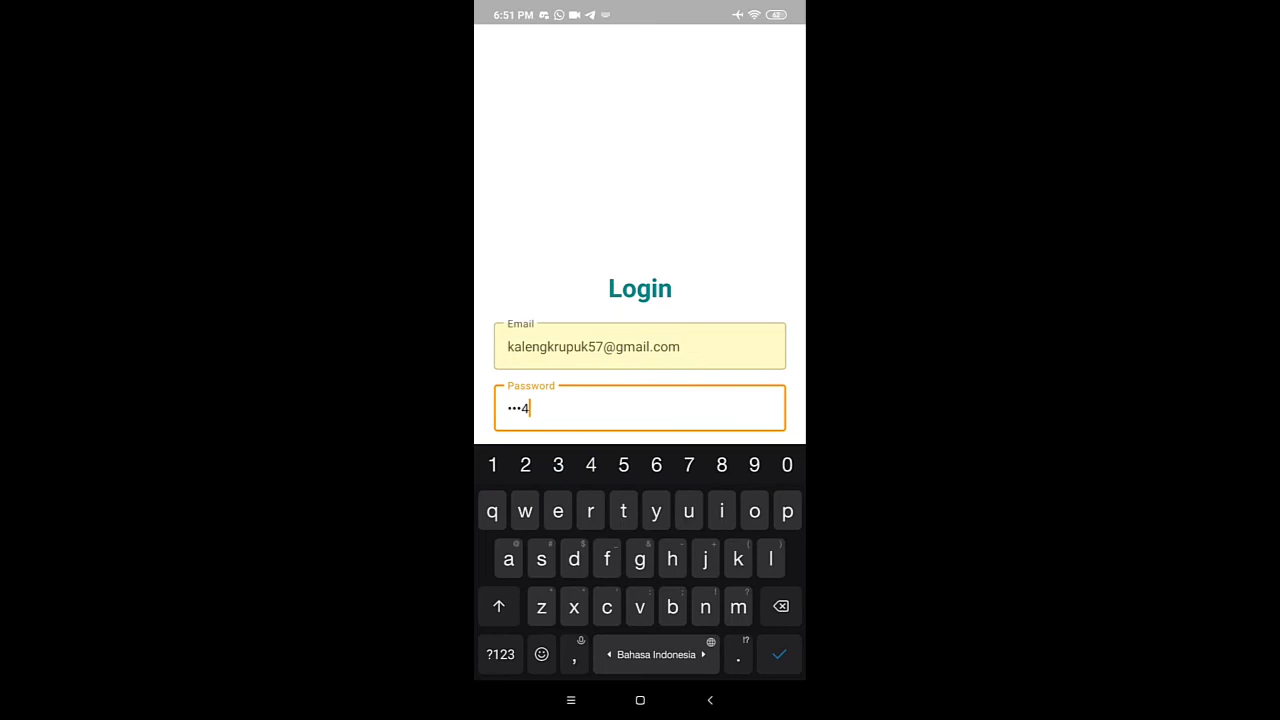 6:51 PM
62
Login
Email
kalengkrupuk57@gmail.com
Password
•••4
1 2 3 4 5 6 7 8 9 0
q w e r t y u i o p
@ # $ _ & - + ( )
a s d f g h j k l
* " ' : ; ! ?
z x c v b n m
!?
?123 , Bahasa Indonesia .